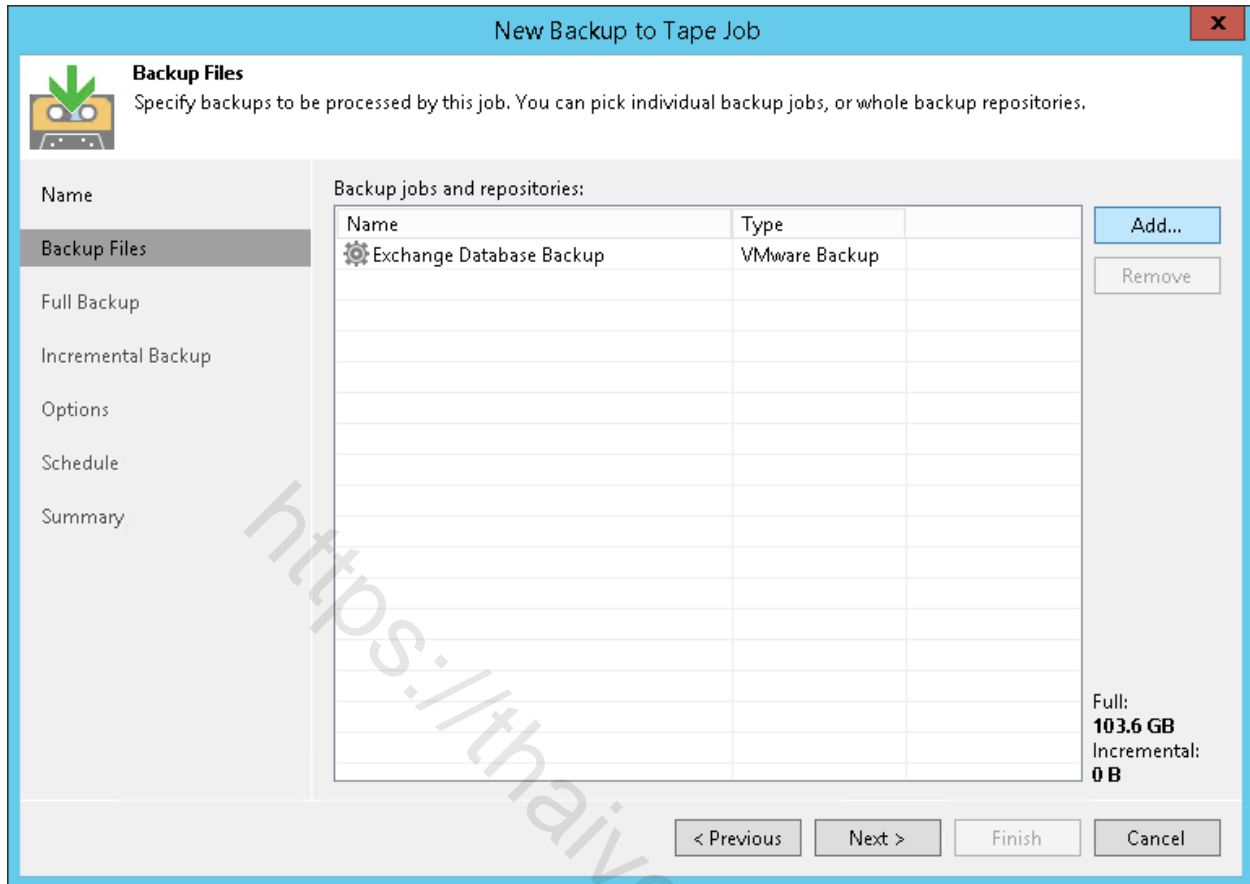 New Backup to Tape Job
x
Backup Files
Specify backups to be processed by this job. You can pick individual backup jobs, or whole backup repositories.
Name
Backup Files
Full Backup
Incremental Backup
Options
Schedule
Summary
Backup jobs and repositories:
Name Type
Exchange Database Backup VMware Backup
Add...
Remove
Full:
103.6 GB
Incremental:
0 B
< Previous Next > Finish Cancel